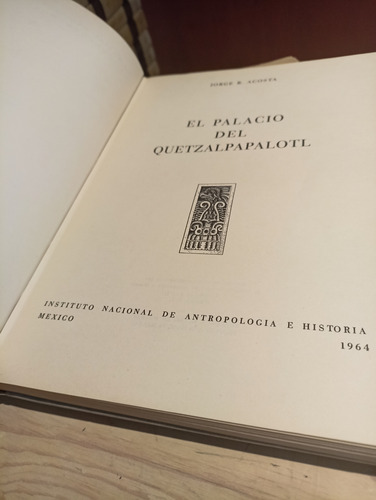 JORGE R. ACOSTA
EL PALACIO
DEL
QUETZALPAPALOTL
INSTITUTO NACIONAL DE ANTROPOLOGIA E HISTORIA
MEXICO 1964